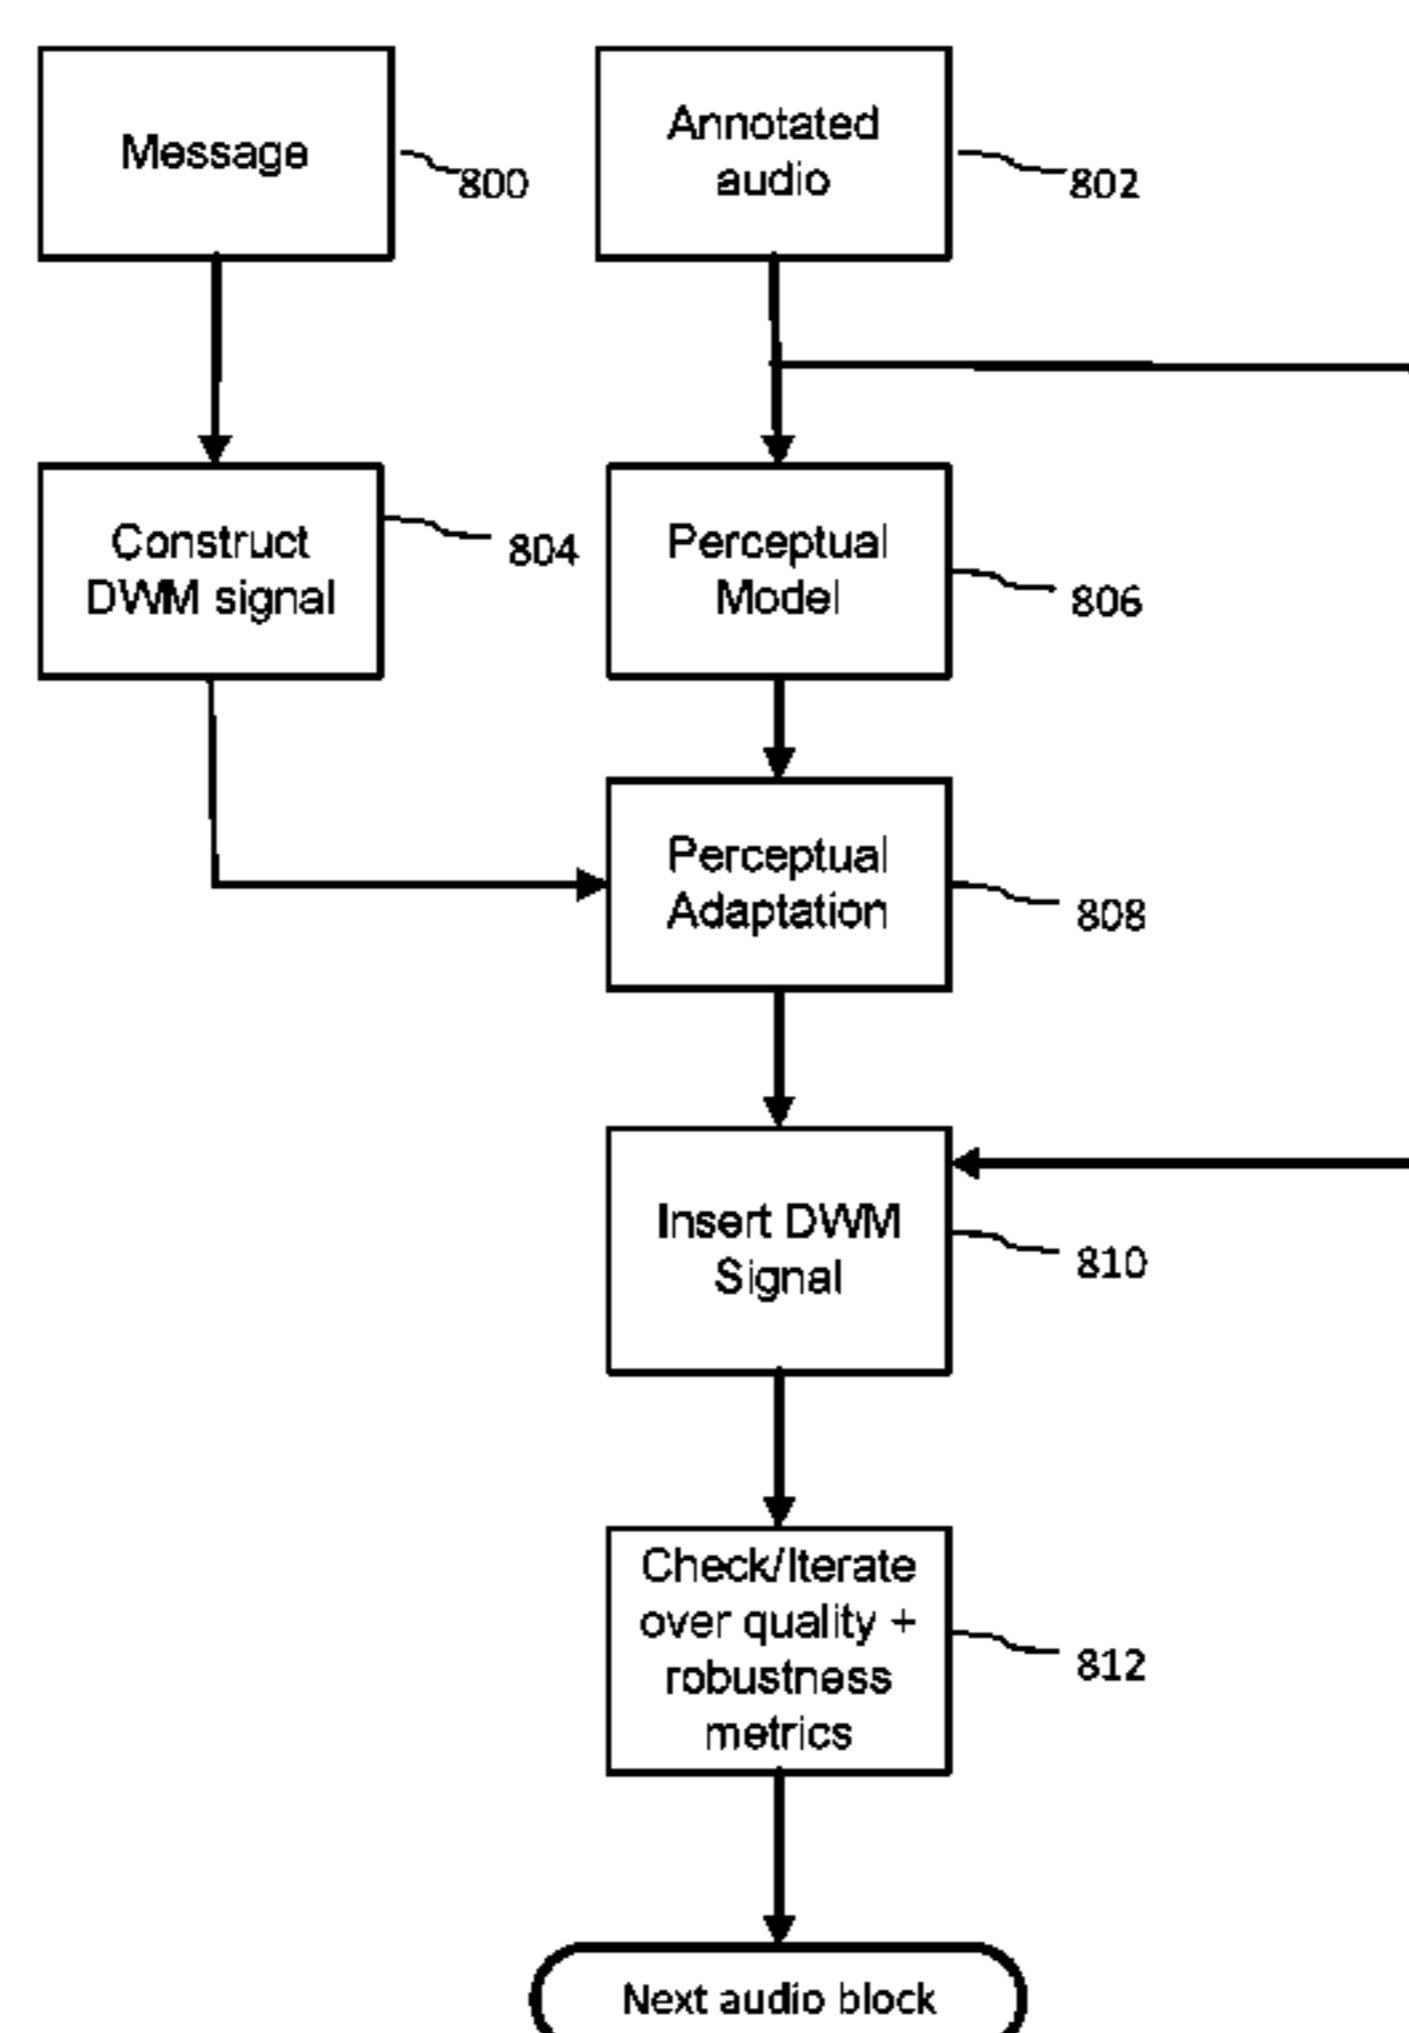 Message
800
Annotated
audio
802
Construct
DWM signal
804
Perceptual
Model
806
Perceptual
Adaptation
808
Insert DWM
Signal
810
Check/Iterate
over quality +
robustness
metrics
812
Next audio block